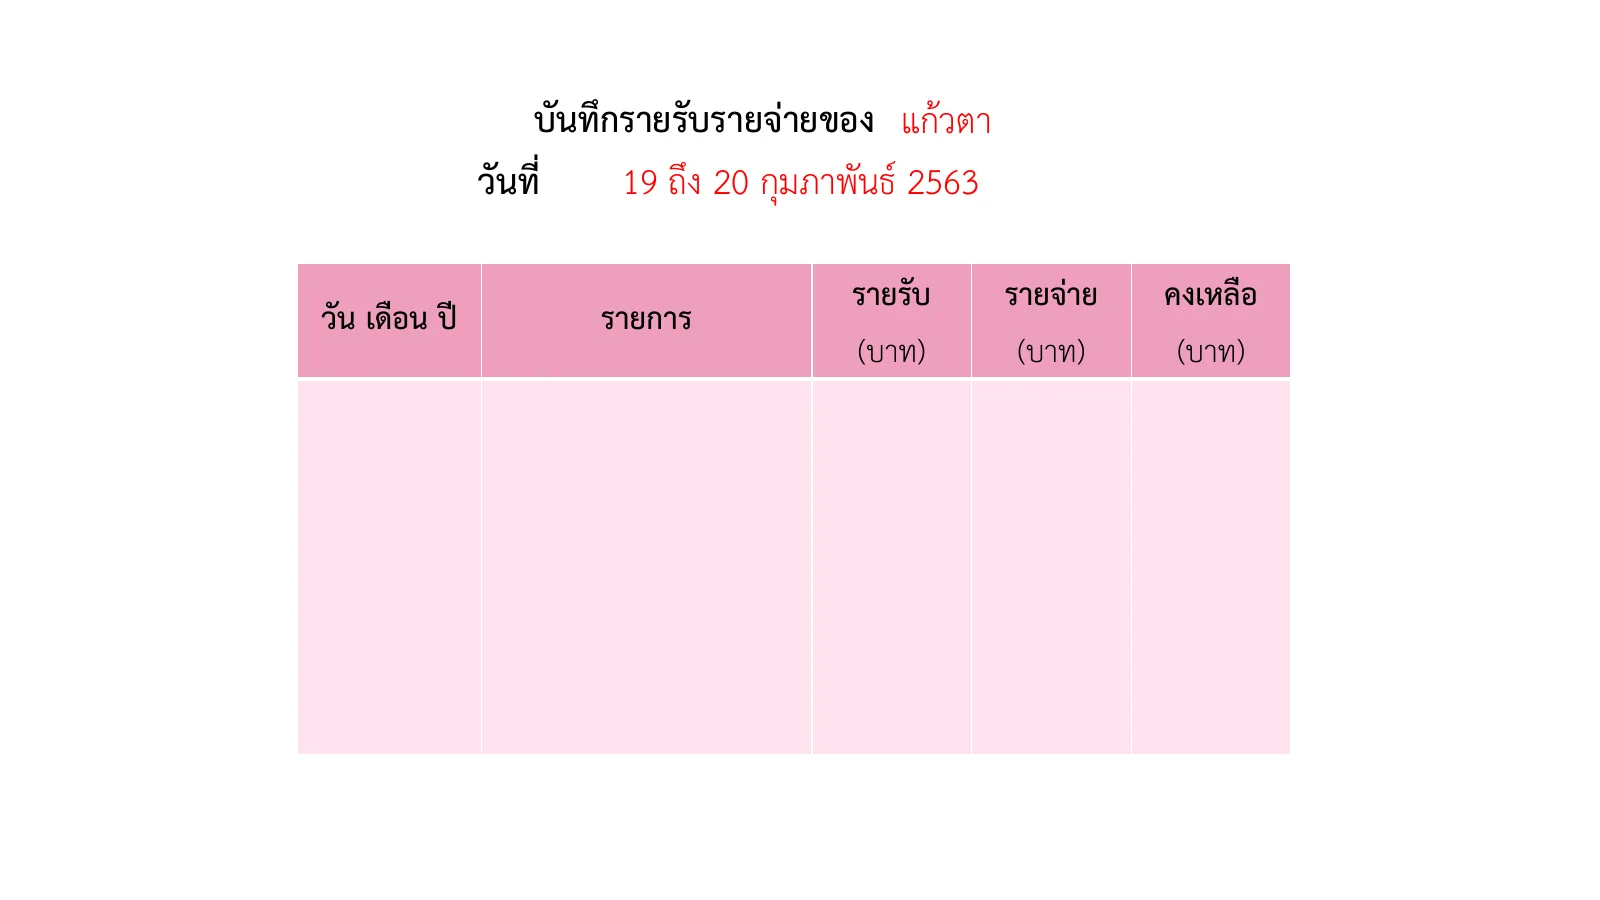 บันทึกรายรับรายจ่ายของ แก้วตา
วันที่ 19 ถึง 20 กุมภาพันธ์ 2563
วัน เดือน ปี รายการ รายรับ (บาท) รายจ่าย (บาท) คงเหลือ (บาท)